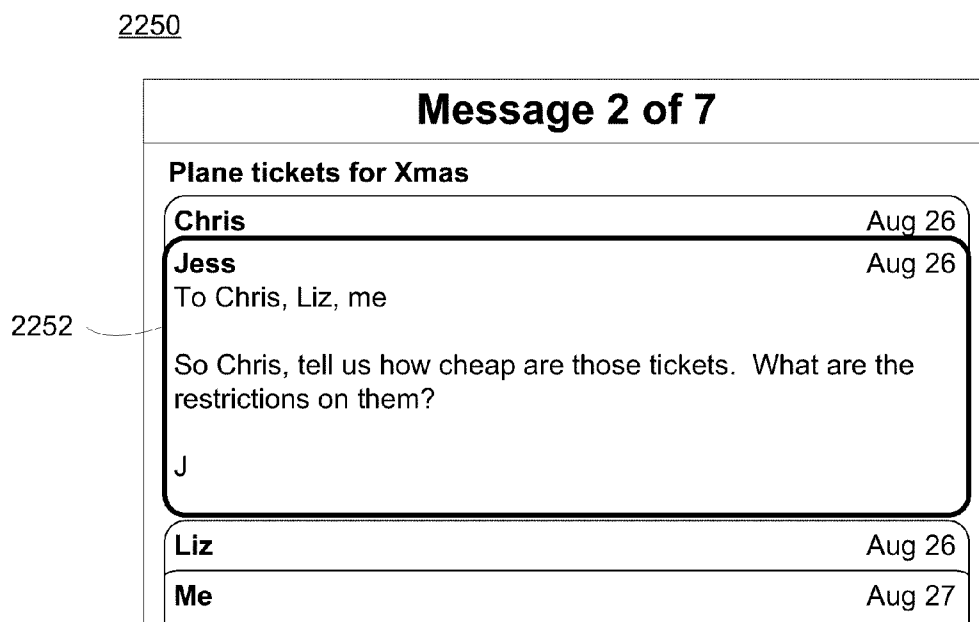 2250
Message 2 of 7
Plane tickets for Xmas
Chris Aug 26
Jess Aug 26
To Chris, Liz, me
2252
So Chris, tell us how cheap are those tickets.  What are the
restrictions on them?
J
Liz Aug 26
Me Aug 27